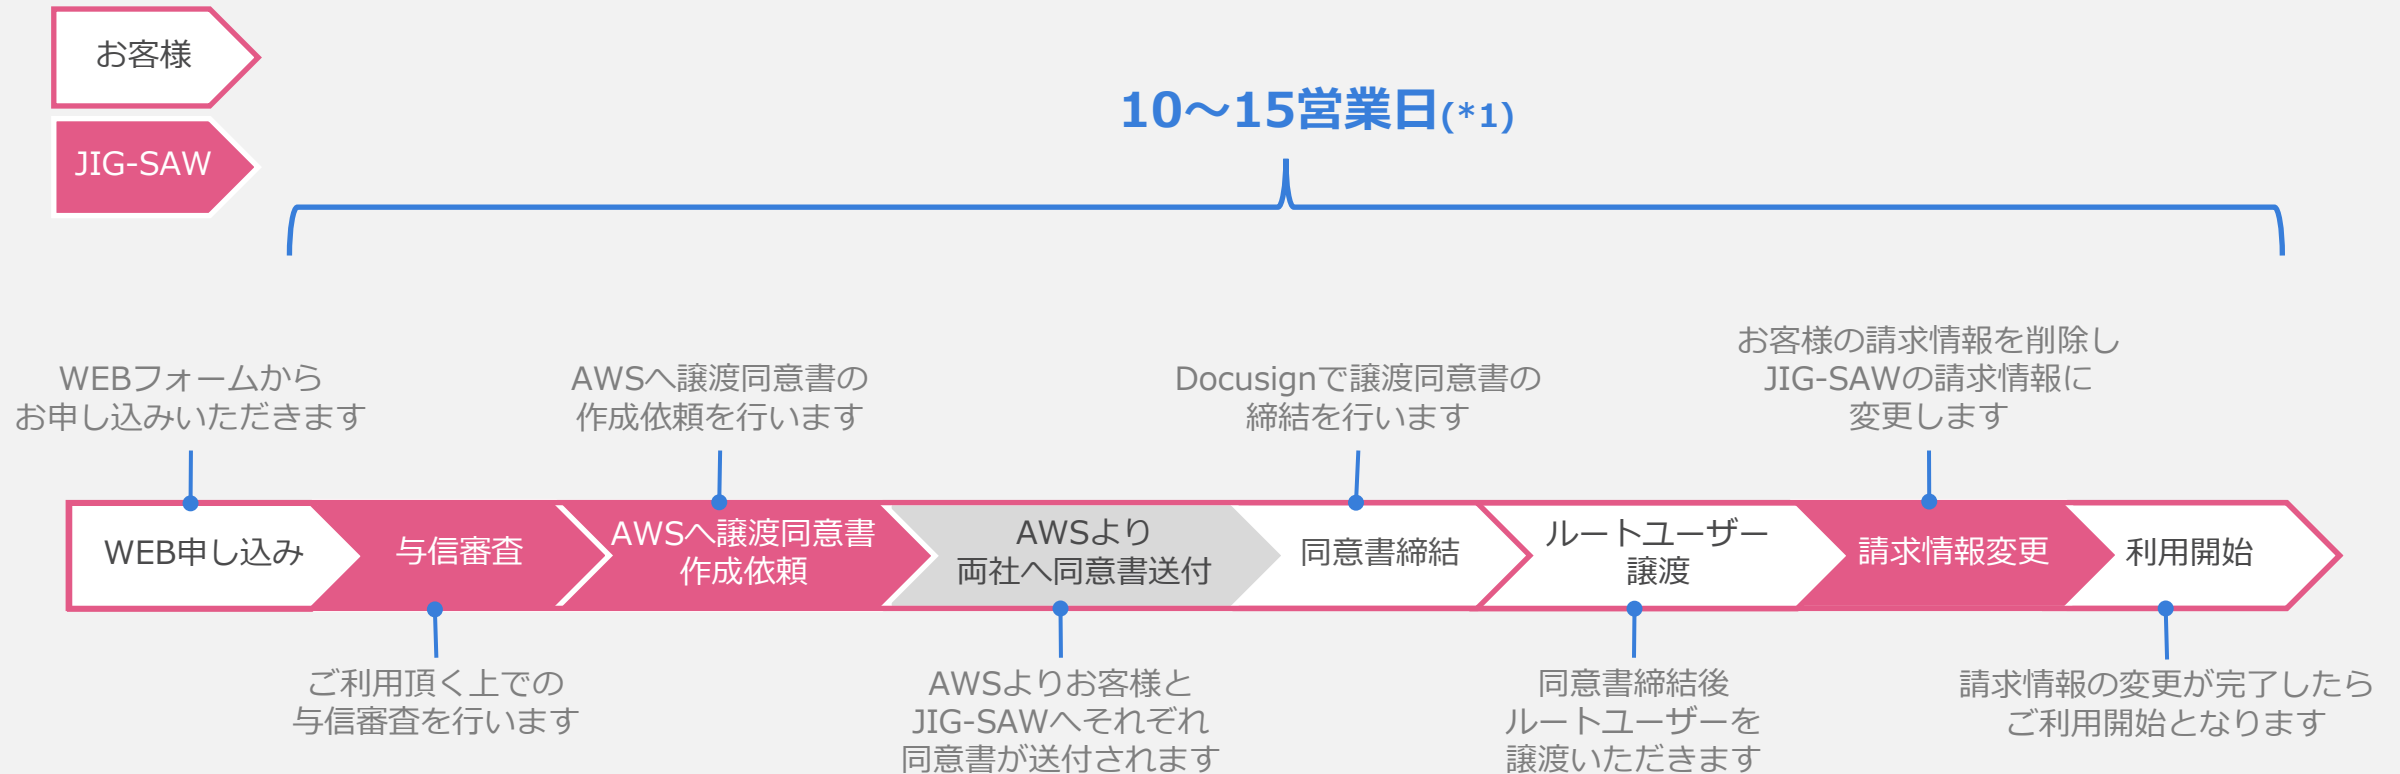 お客様
JIG-SAW
10～15営業日(*1)
WEBフォームから
お申し込みいただきます
AWSへ譲渡同意書の
作成依頼を行います
Docusignで譲渡同意書の
締結を行います
お客様の請求情報を削除し
JIG-SAWの請求情報に
変更します
WEB申し込み
与信審査
AWSへ譲渡同意書
作成依頼
AWSより
両社へ同意書送付
同意書締結
ルートユーザー
譲渡
請求情報変更
利用開始
ご利用頂く上での
与信審査を行います
AWSよりお客様と
JIG-SAWへそれぞれ
同意書が送付されます
同意書締結後
ルートユーザーを
譲渡いただきます
請求情報の変更が完了したら
ご利用開始となります